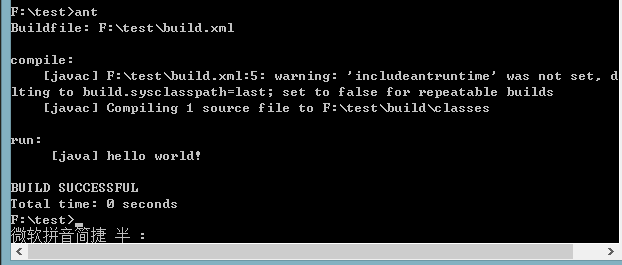 F:\test>ant
Buildfile: F:\test\build.xml
compile:
[javac] F:\test\build.xml:5: warning: 'includeantruntime' was not set, d
lting to build.sysclasspath=last; set to false for repeatable builds
[javac] Compiling 1 source file to F:\test\build\classes
run:
[java] hello world!
BUILD SUCCESSFUL
Total time: 0 seconds
F:\test>_
微软拼音简捷 半 :